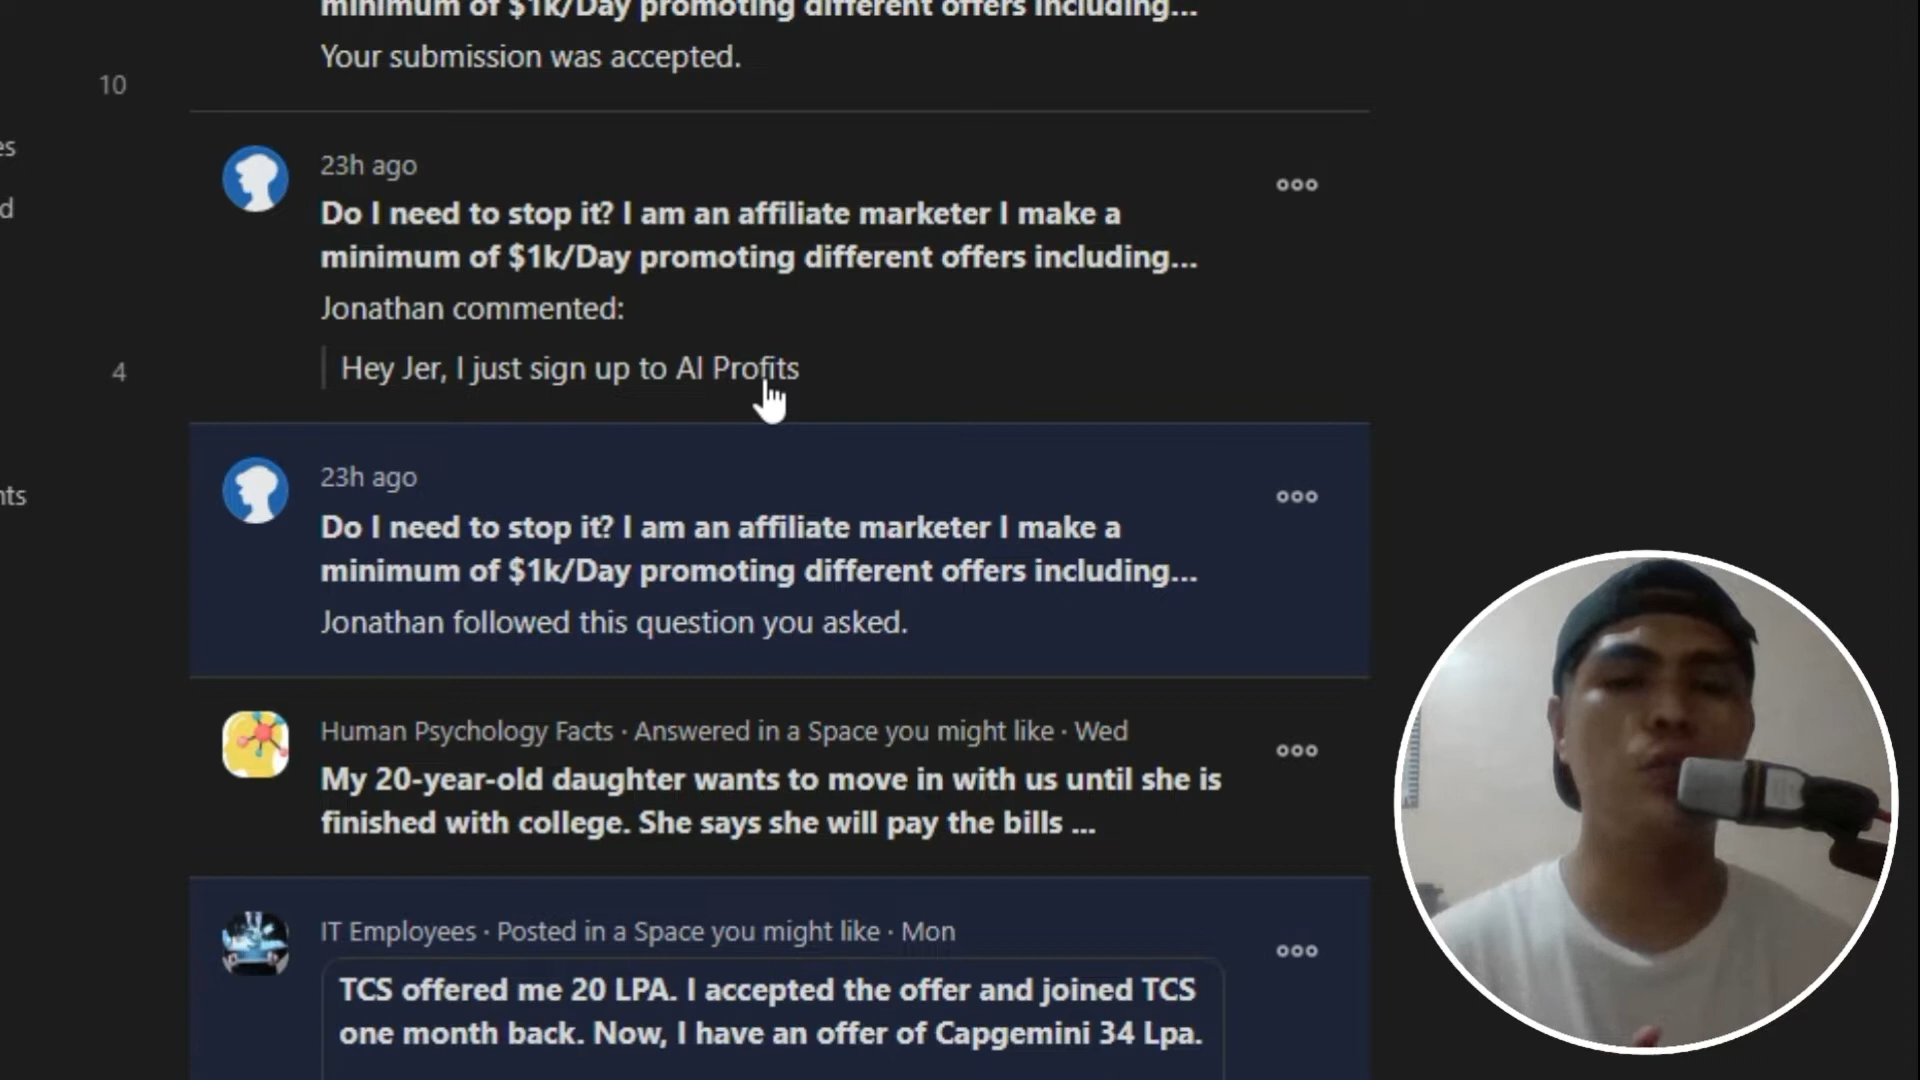 minimum of $1k/Day promoting different offers including...
Your submission was accepted.
10
es
d
4
nts
23h ago
Do I need to stop it? I am an affiliate marketer I make a
minimum of $1k/Day promoting different offers including...
Jonathan commented:
Hey Jer, I just sign up to AI Profits
23h ago
Do I need to stop it? I am an affiliate marketer I make a
minimum of $1k/Day promoting different offers including...
Jonathan followed this question you asked.
Human Psychology Facts · Answered in a Space you might like · Wed
My 20-year-old daughter wants to move in with us until she is
finished with college. She says she will pay the bills ...
IT Employees · Posted in a Space you might like · Mon
TCS offered me 20 LPA. I accepted the offer and joined TCS
one month back. Now, I have an offer of Capgemini 34 Lpa.